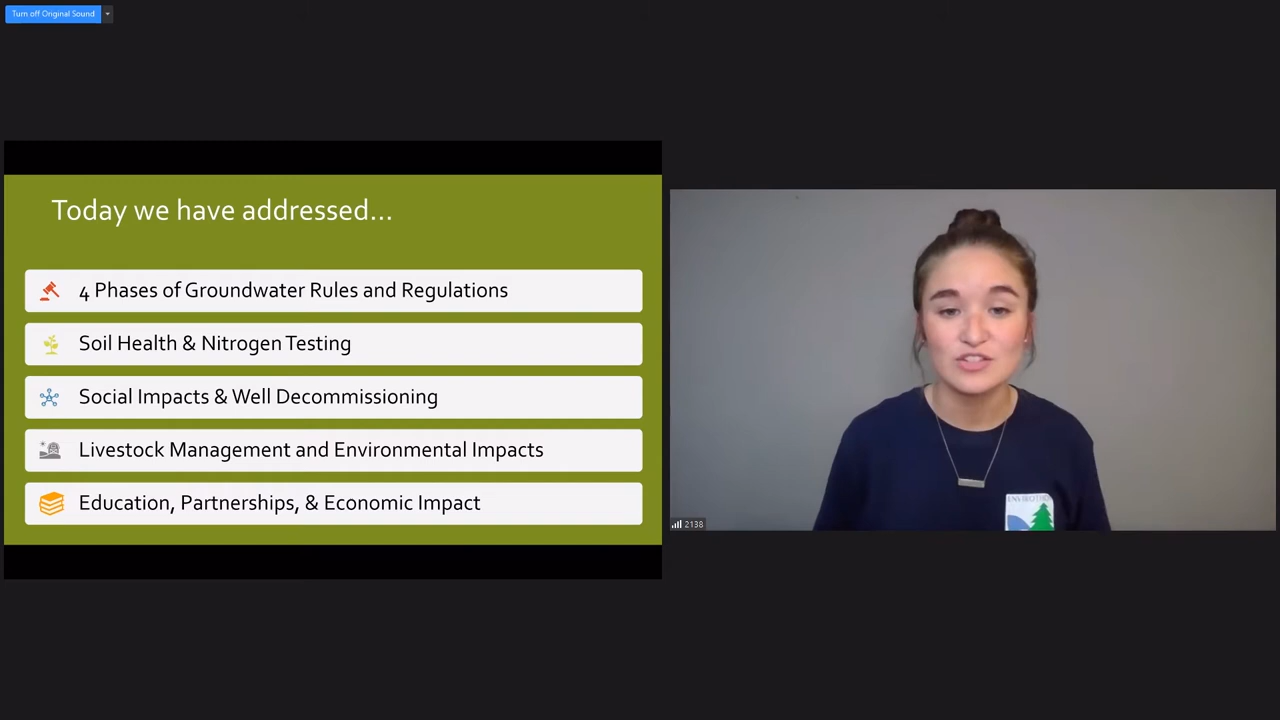 Turn off Original Sound
Today we have addressed...
4 Phases of Groundwater Rules and Regulations
Soil Health & Nitrogen Testing
Social Impacts & Well Decommissioning
Livestock Management and Environmental Impacts
Education, Partnerships, & Economic Impact
2138